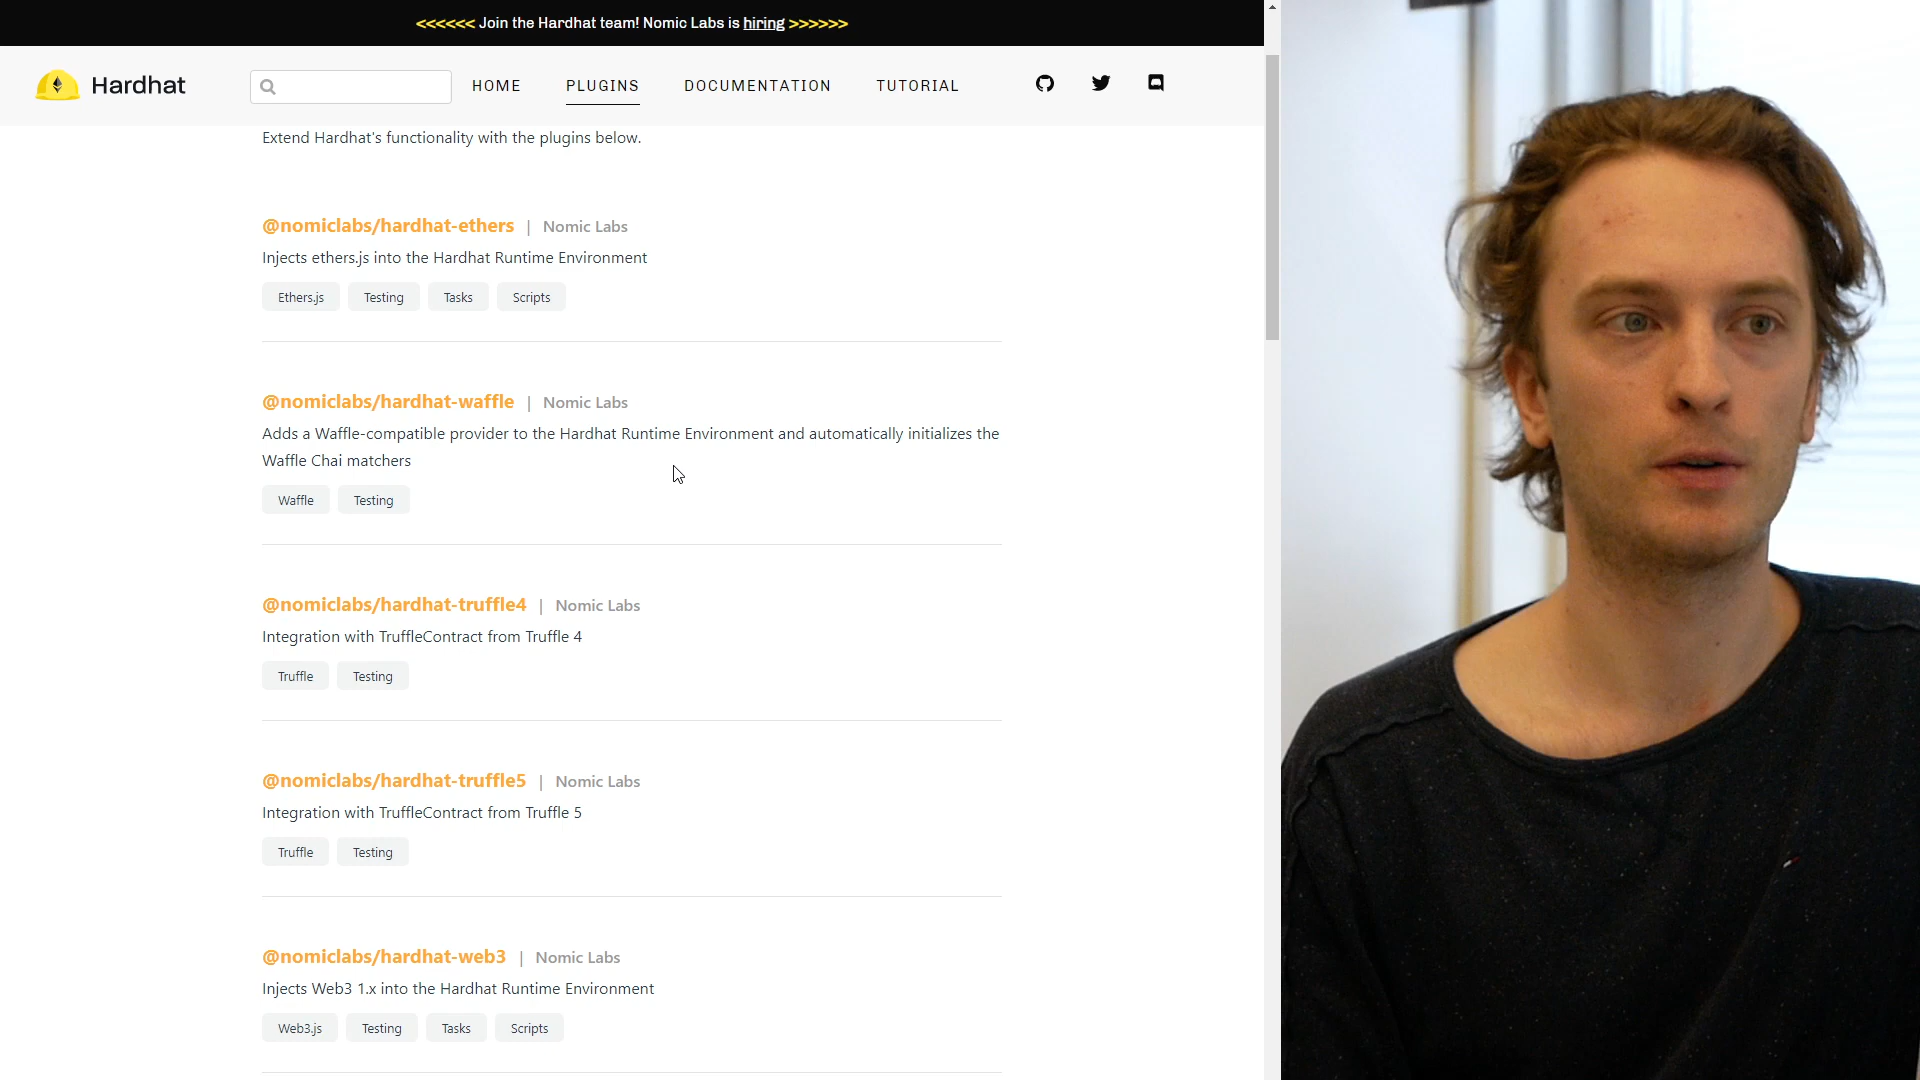 <<<<<< Join the Hardhat team! Nomic Labs is hiring >>>>>>
Hardhat
HOME
PLUGINS
DOCUMENTATION
TUTORIAL
Extend Hardhat's functionality with the plugins below.
@nomiclabs/hardhat-ethers | Nomic Labs
Injects ethers.js into the Hardhat Runtime Environment
Ethers.js Testing Tasks Scripts
@nomiclabs/hardhat-waffle | Nomic Labs
Adds a Waffle-compatible provider to the Hardhat Runtime Environment and automatically initializes the
Waffle Chai matchers
Waffle Testing
@nomiclabs/hardhat-truffle4 | Nomic Labs
Integration with TruffleContract from Truffle 4
Truffle Testing
@nomiclabs/hardhat-truffle5 | Nomic Labs
Integration with TruffleContract from Truffle 5
Truffle Testing
@nomiclabs/hardhat-web3 | Nomic Labs
Injects Web3 1.x into the Hardhat Runtime Environment
Web3.js Testing Tasks Scripts